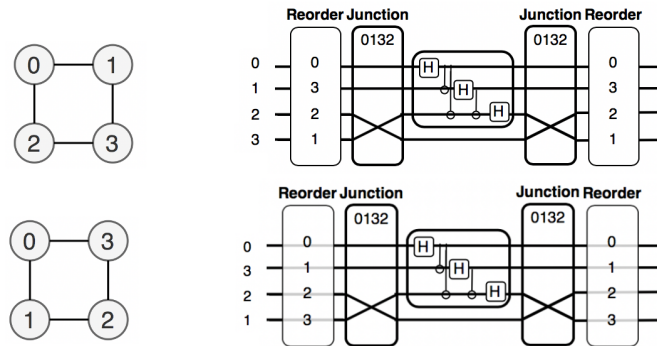 Reorder Junction Junction Reorder
0132 0132
0 1
2 3
0 0 H 0
1 3 H 3
2 2 H 2
3 1 1
Reorder Junction Junction Reorder
0132 0132
0 3
1 2
0 0 H 0
3 1 H 1
2 2 H 2
1 3 3